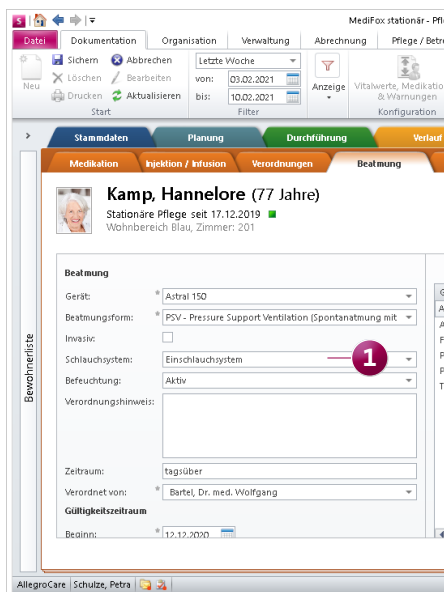 MediFox stationär - Pfl
Datei Dokumentation Organisation Verwaltung Abrechnung Pflege / Betre
Neu
Sichern Abbrechen
Löschen Bearbeiten
Drucken Aktualisieren
Start
Letzte Woche
von: 03.02.2021
bis: 10.02.2021
Filter
Anzeige
Vitalwerte, Medikatio
& Warnungen
Konfiguration
Stammdaten Planung Durchführung Verlauf
Medikation Injektion / Infusion Verordnungen Beatmung
Bewohnerliste
Kamp, Hannelore (77 Jahre)
Stationäre Pflege seit 17.12.2019
Wohnbereich Blau, Zimmer: 201
Beatmung
Gerät: * Astral 150
Beatmungsform: * PSV - Pressure Support Ventilation (Spontanatmung mit
Invasiv:
Schlauchsystem: Einschlauchsystem
1
Befeuchtung: Aktiv
Verordnungshinweis:
Zeitraum: tagsüber
Verordnet von: * Bartel, Dr. med. Wolfgang
Gültigkeitszeitraum
Beginn: * 12.12.2020
AllegroCare Schulze, Petra